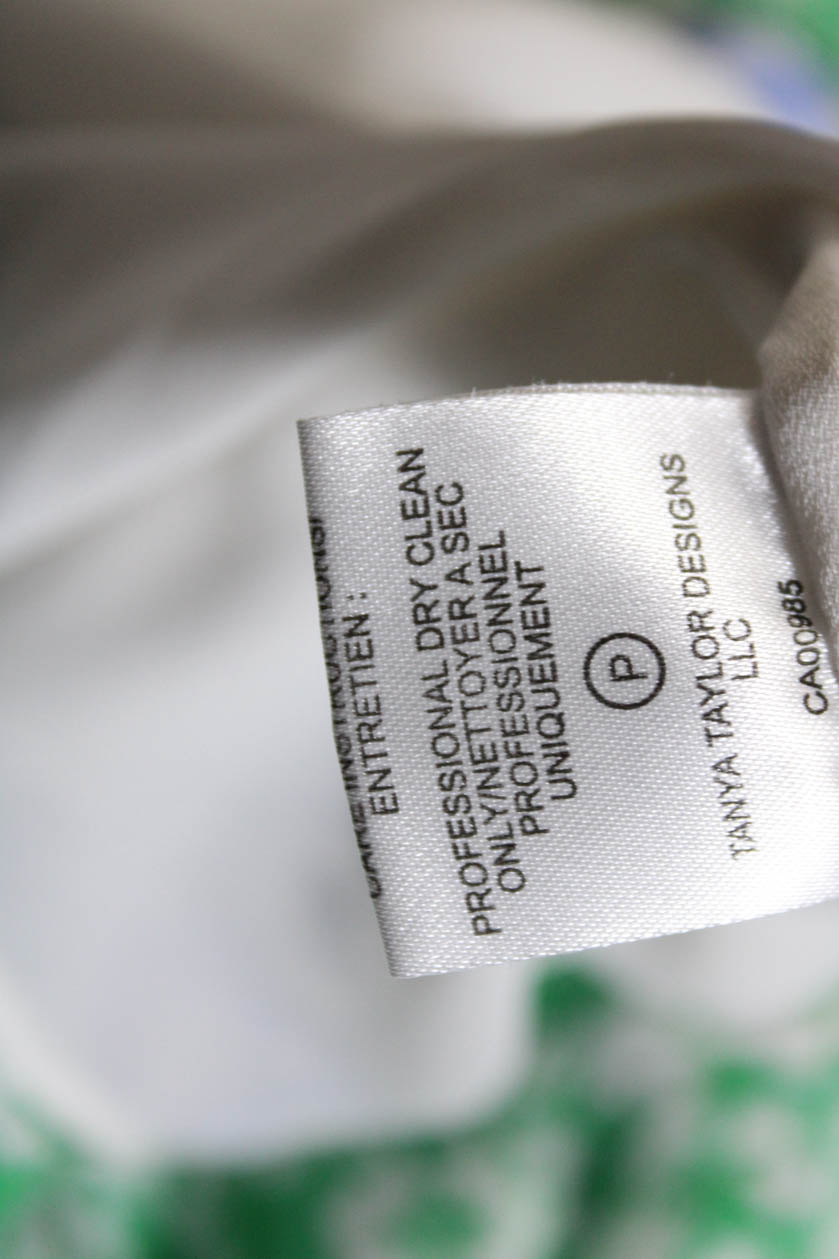 ENTRETIEN :
PROFESSIONAL DRY CLEAN
ONLY/NETTOYER A SEC
PROFESSIONNEL
UNIQUEMENT
P
TANYA TAYLOR DESIGNS
LLC
CA00985